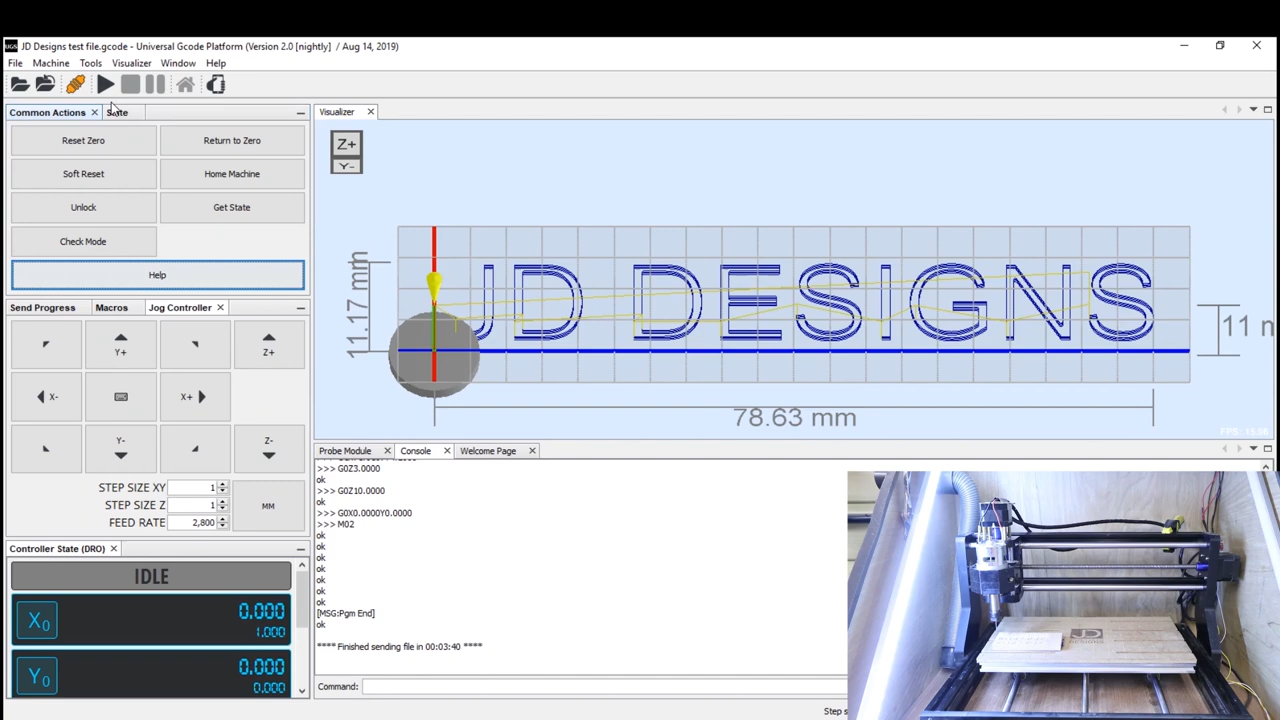 JD Designs test file.gcode - Universal Gcode Platform (Version 2.0 [nightly] / Aug 14, 2019)
File Machine Tools Visualizer Window Help
Common Actions
Reset Zero Return to Zero
Soft Reset Home Machine
Unlock Get State
Check Mode
Help
Send Progress Macros Jog Controller
Y+ Z+
X- X+
Y- Z-
STEP SIZE XY 1
STEP SIZE Z 1
FEED RATE 2,800
MM
Controller State (DRO)
IDLE
X0 0.000
1.000
Y0 0.000
0.000
Visualizer
Z+
Y-
11.17 mm
JD DESIGNS
11 m
78.63 mm
Probe Module Console Welcome Page
>>> G0Z3.0000
ok
>>> G0Z10.0000
ok
>>> G0X0.0000Y0.0000
>>> M02
ok
ok
ok
ok
ok
ok
ok
[MSG:Pgm End]
ok
**** Finished sending file in 00:03:40 ****
Command:
Step s
JD